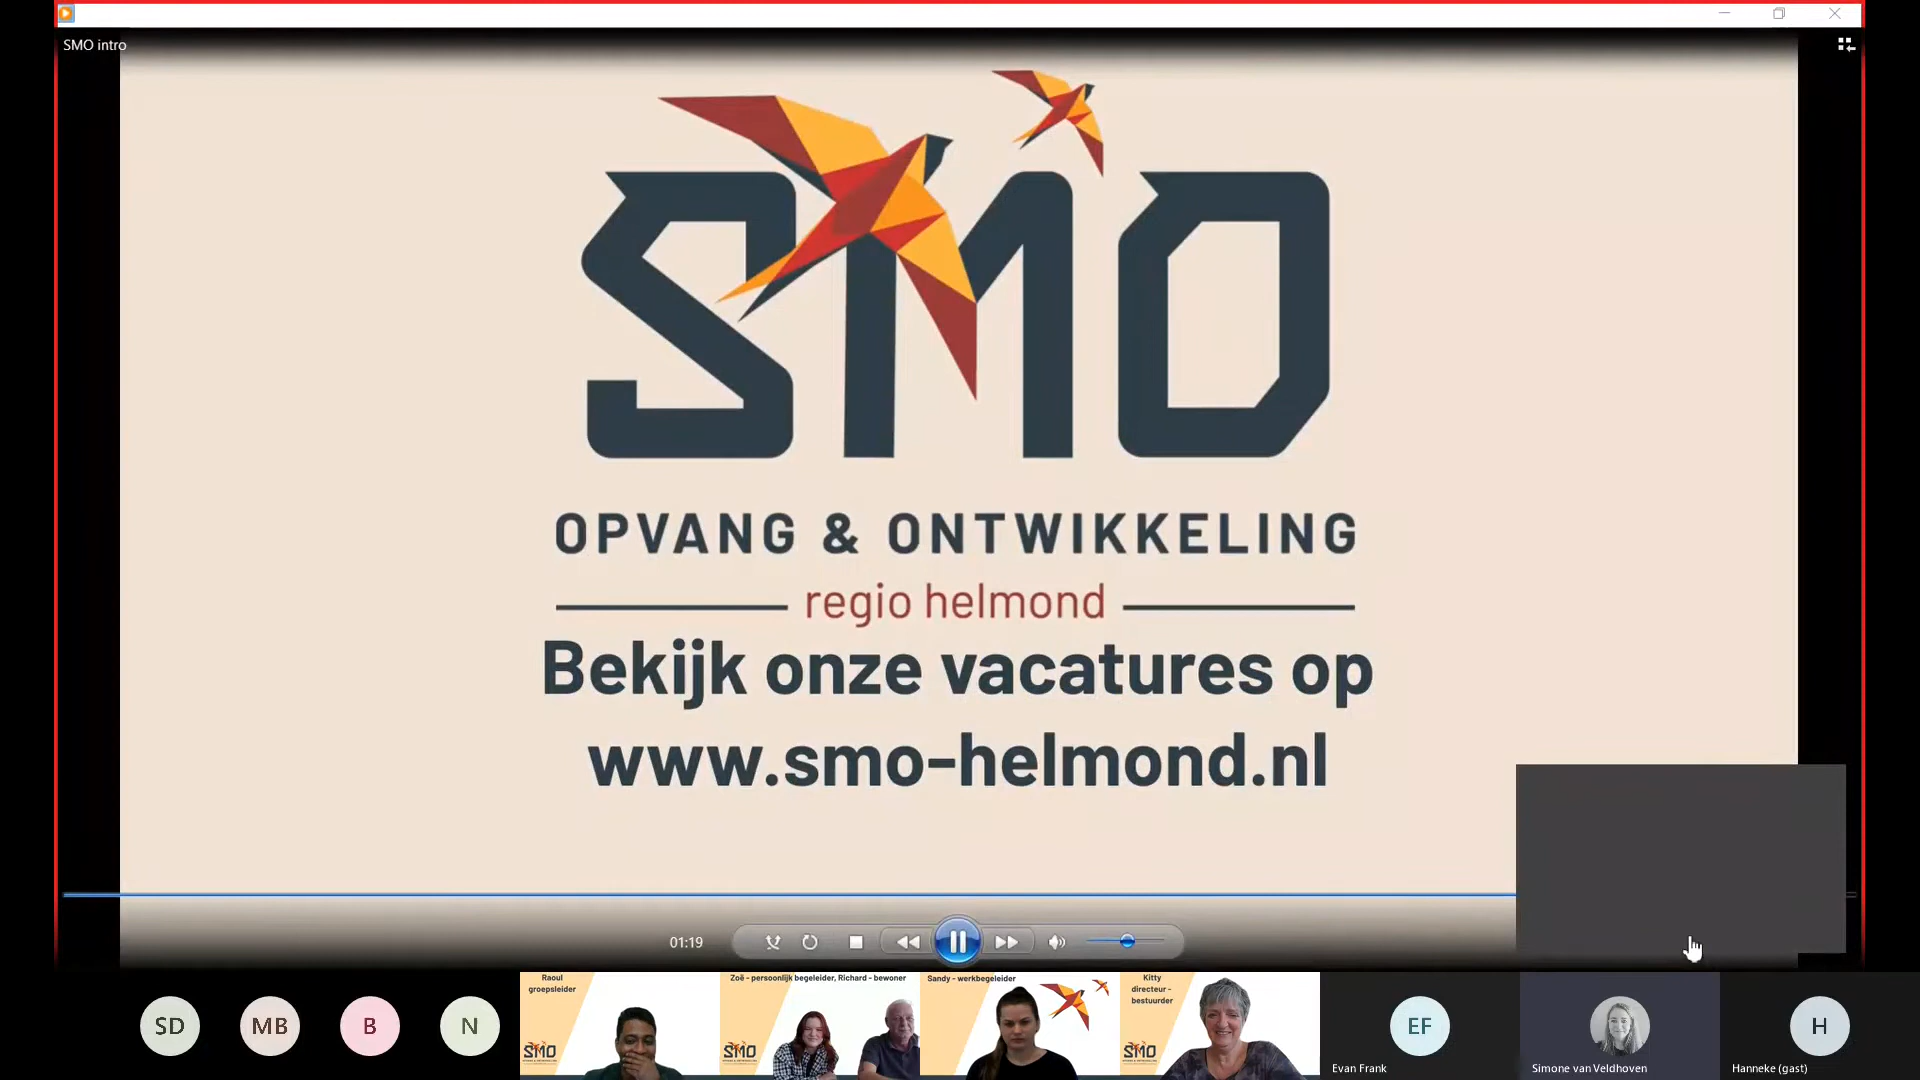 SMO intro
SMO
OPVANG & ONTWIKKELING
regio helmond
Bekijk onze vacatures op
www.smo-helmond.nl
01:19
SD
MB
B
N
Raoul
groepsleider
SMO
Zoë - persoonlijk begeleider, Richard - bewoner
SMO
Sandy - werkbegeleider
Kitty
directeur -
bestuurder
SMO
EF
Evan Frank
Simone van Veldhoven
H
Hanneke (gast)